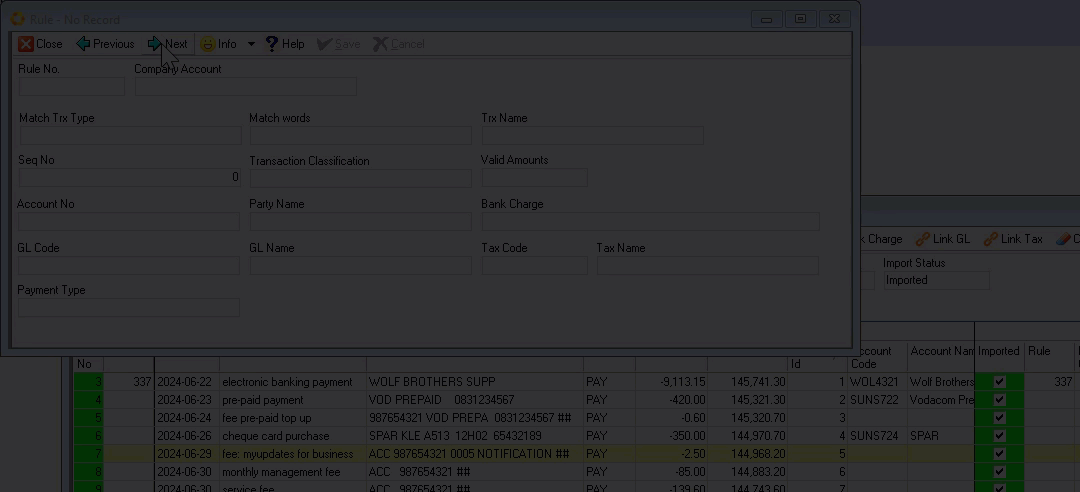 Rule - No Record
Close Previous Next Info Help Save Cancel
Rule No. Company Account
Match Trx Type Match words Trx Name
Seq No Transaction Classification Valid Amounts
0
Account No Party Name Bank Charge
GL Code GL Name Tax Code Tax Name
Payment Type
Charge Link GL Link Tax
Import Status
Imported
No Id Account Code Account Nam Imported Rule
3 337 2024-06-22 electronic banking payment WOLF BROTHERS SUPP PAY -9,113.15 145,741.30 1 WOL4321 Wolf Brothers 337
4 2024-06-23 pre-paid payment VOD PREPAID 0831234567 PAY -420.00 145,321.30 2 SUNS722 Vodacom Pre
5 2024-06-24 fee pre-paid top up 987654321 VOD PREPA 0831234567 ## PAY -0.60 145,320.70 3
6 2024-06-26 cheque card purchase SPAR KLE A513 12H02 65432189 PAY -350.00 144,970.70 4 SUNS724 SPAR
7 2024-06-29 fee: myupdates for business ACC 987654321 0005 NOTIFICATION ## PAY -2.50 144,968.20 5
8 2024-06-30 monthly management fee ACC 987654321 ## PAY -85.00 144,883.20 6
9 2024-06-30 service fee ACC 987654321 ## PAY -139.60 144,743.60 7